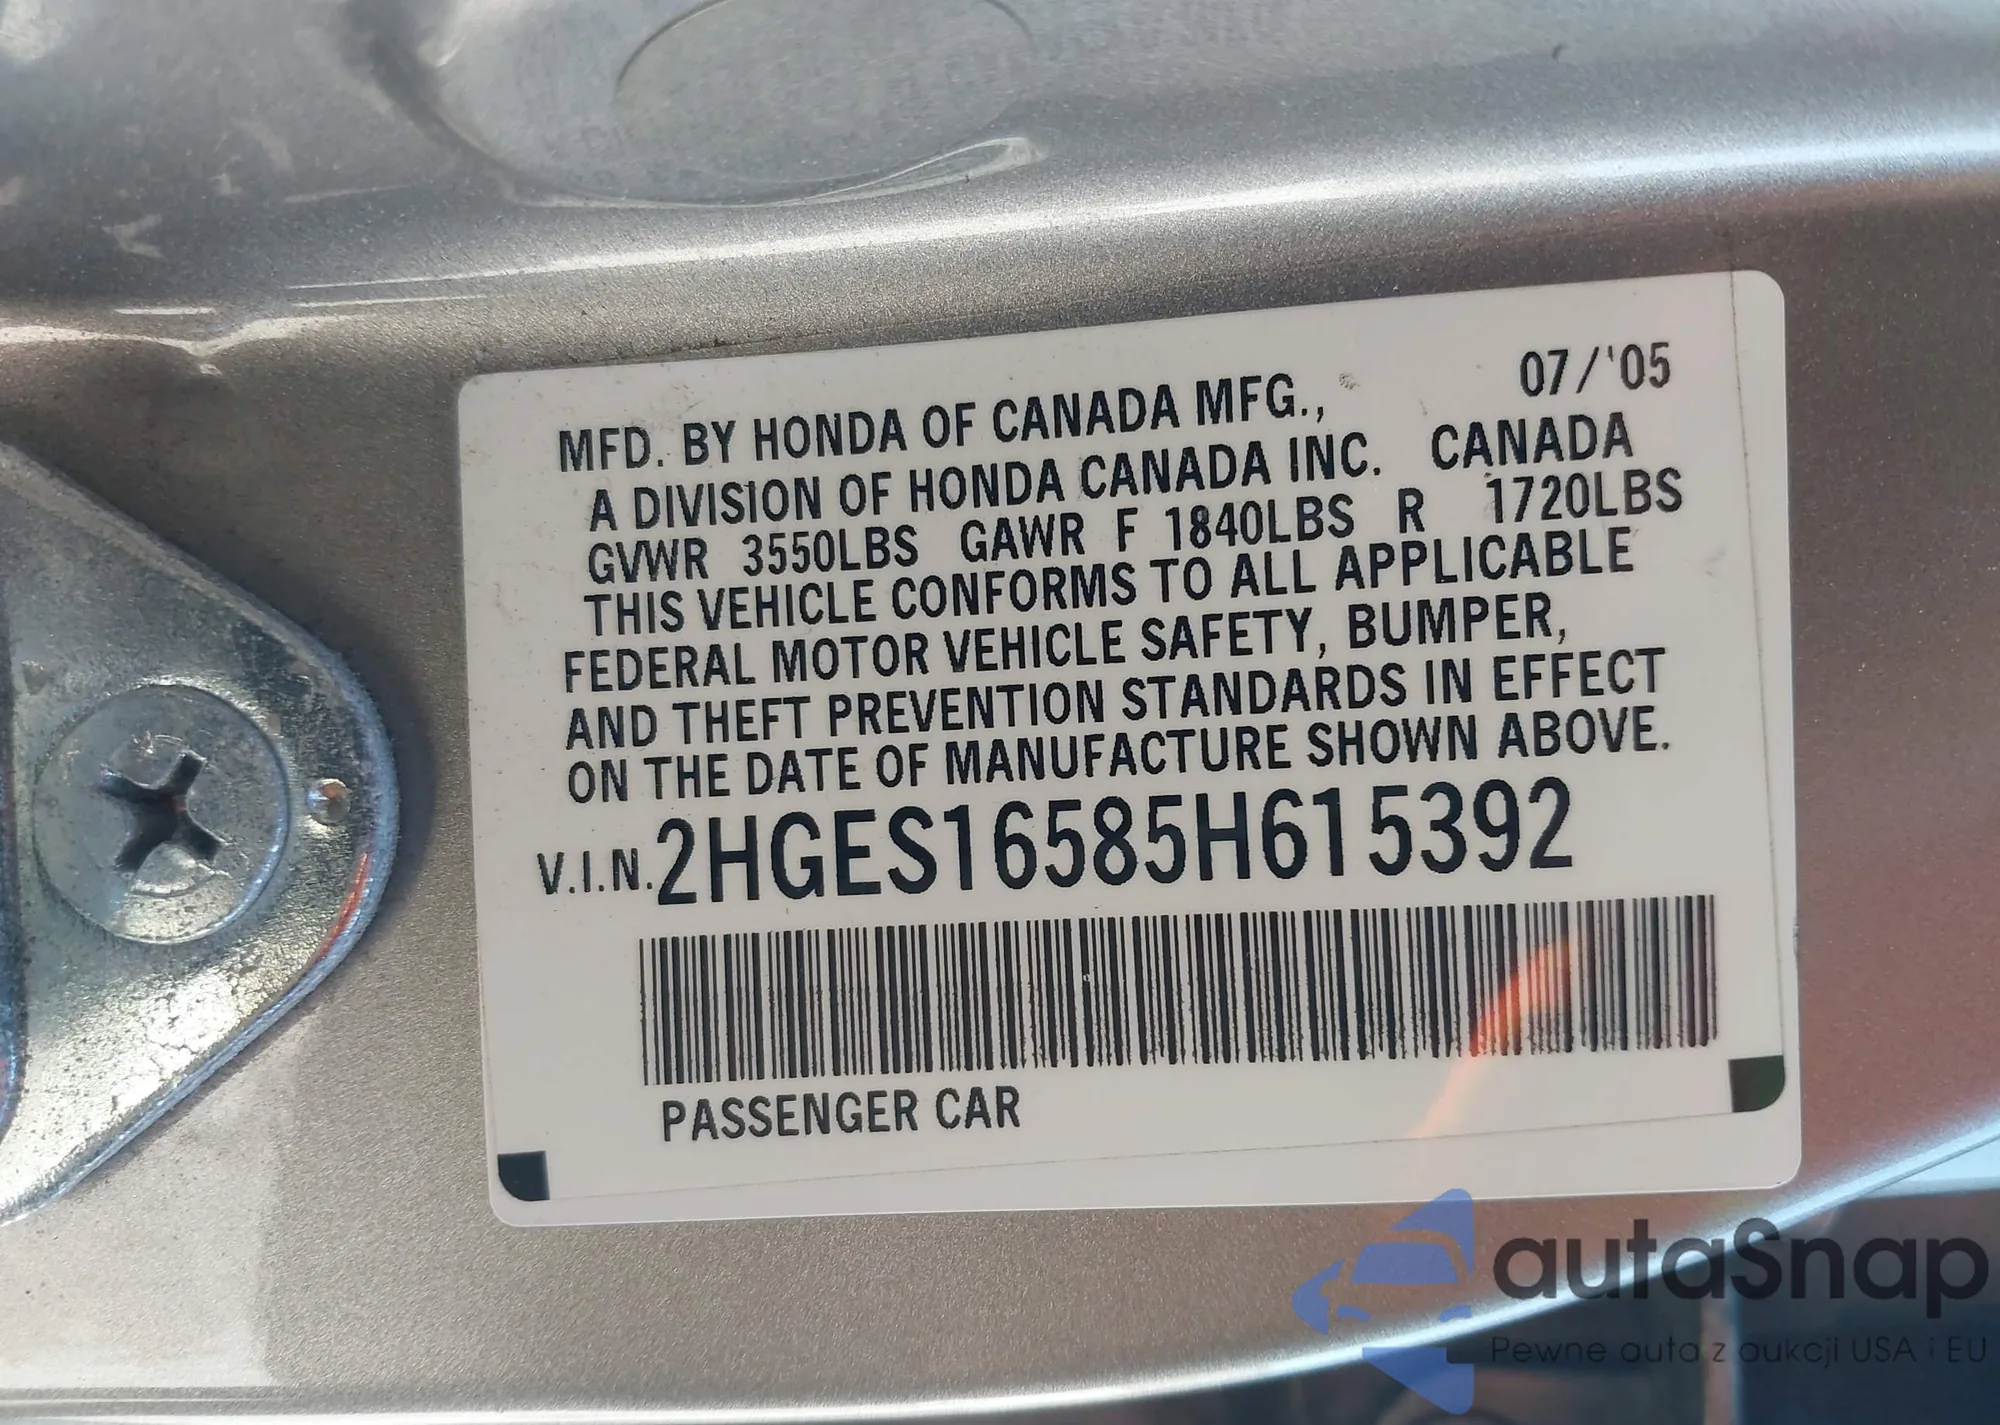 07/'05
MFD. BY HONDA OF CANADA MFG.,
A DIVISION OF HONDA CANADA INC. CANADA
GVWR 3550LBS GAWR F 1840LBS R 1720LBS
THIS VEHICLE CONFORMS TO ALL APPLICABLE
FEDERAL MOTOR VEHICLE SAFETY, BUMPER,
AND THEFT PREVENTION STANDARDS IN EFFECT
ON THE DATE OF MANUFACTURE SHOWN ABOVE.
V.I.N. 2HGES16585H615392
PASSENGER CAR
autaSnap
Pewne auta z aukcji USA i EU